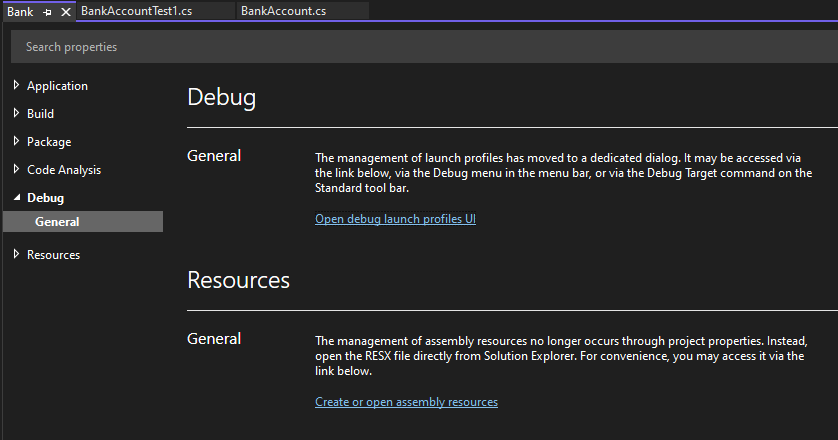 Bank BankAccountTest1.cs BankAccount.cs
Search properties
Application
Build
Package
Code Analysis
Debug
General
Resources
Debug
General
The management of launch profiles has moved to a dedicated dialog. It may be accessed via
the link below, via the Debug menu in the menu bar, or via the Debug Target command on the
Standard tool bar.
Open debug launch profiles UI
Resources
General
The management of assembly resources no longer occurs through project properties. Instead,
open the RESX file directly from Solution Explorer. For convenience, you may access it via the
link below.
Create or open assembly resources